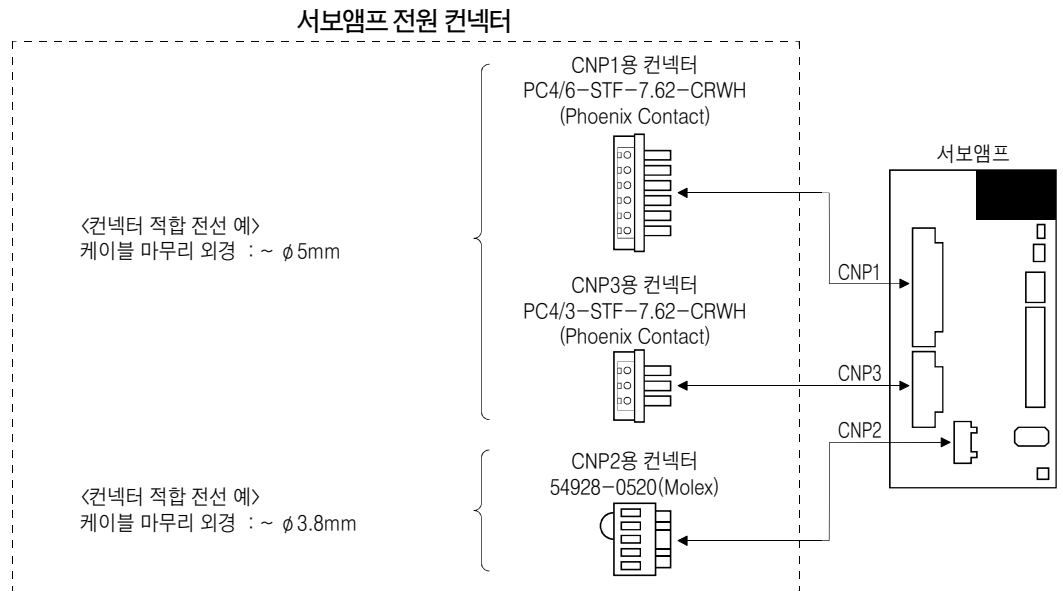 서보앰프 전원 컨넥터
CNP1용 컨넥터
PC4/6-STF-7.62-CRWH
(Phoenix Contact)
<컨넥터 적합 전선 예>
케이블 마무리 외경 : ~ φ5mm
CNP3용 컨넥터
PC4/3-STF-7.62-CRWH
(Phoenix Contact)
<컨넥터 적합 전선 예>
케이블 마무리 외경 : ~ φ3.8mm
CNP2용 컨넥터
54928-0520(Molex)
서보앰프
CNP1
CNP3
CNP2